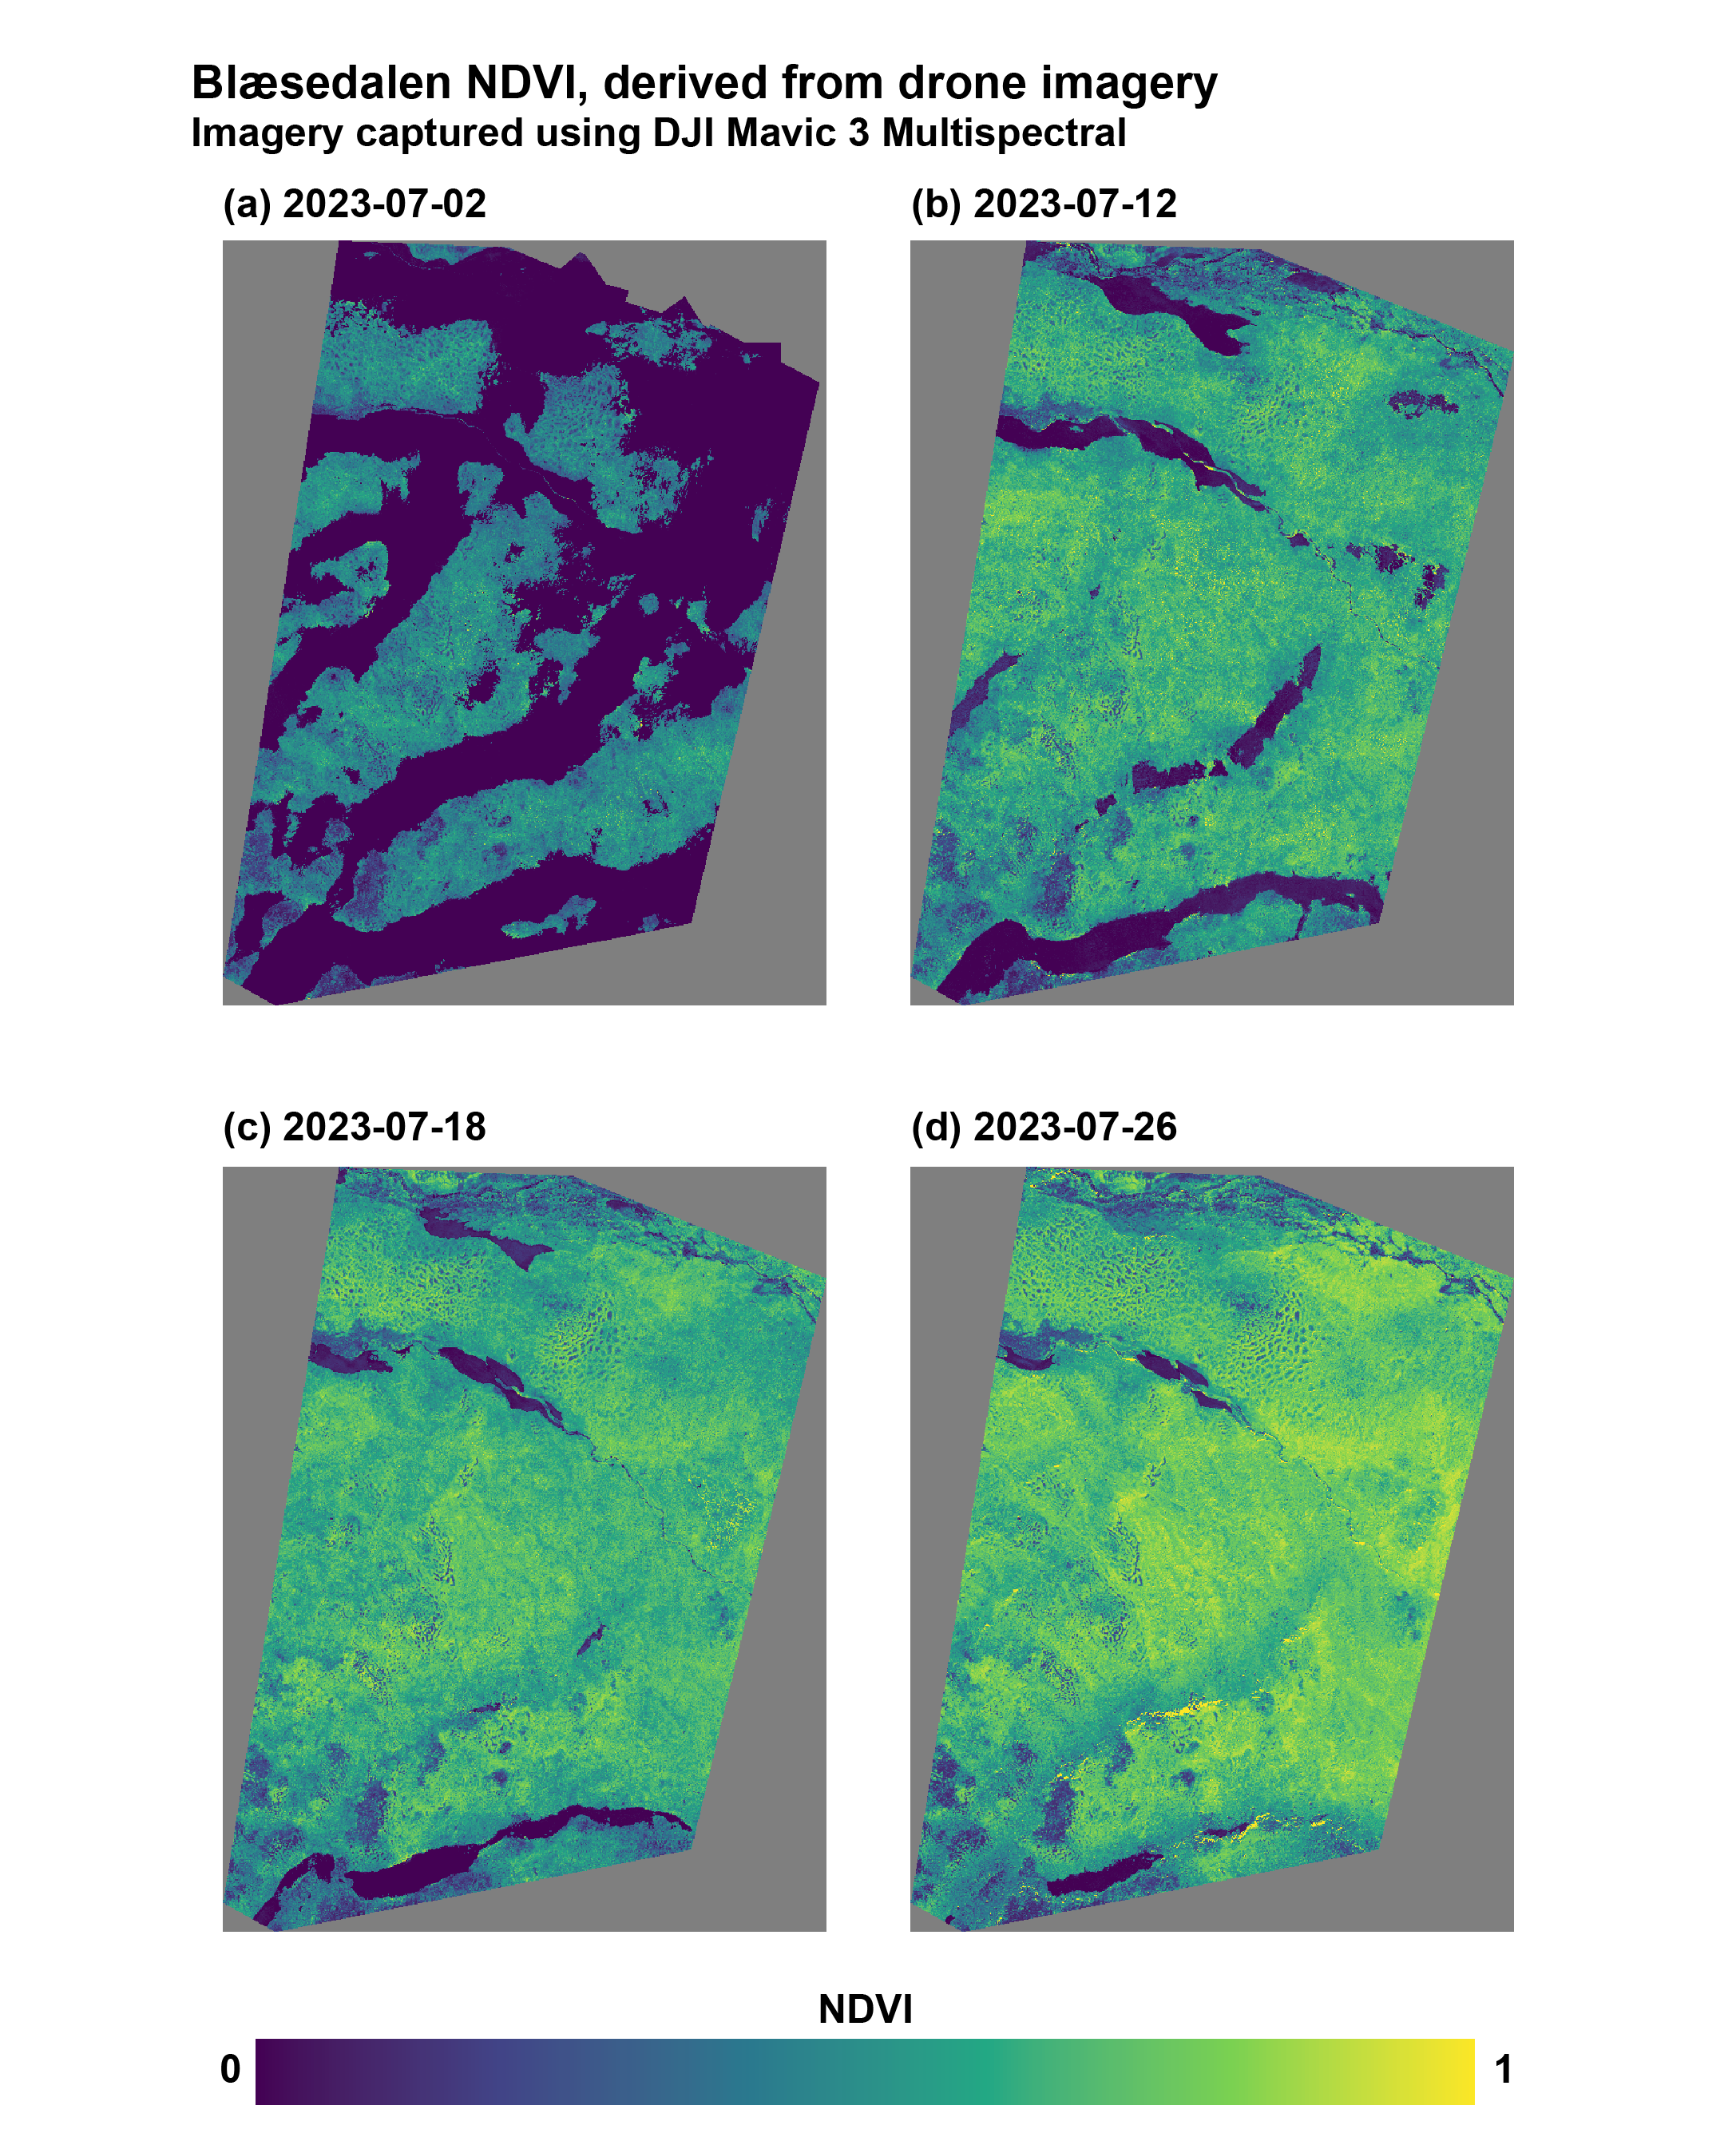 Blæsedalen NDVI, derived from drone imagery
Imagery captured using DJI Mavic 3 Multispectral
(a) 2023-07-02
(b) 2023-07-12
(c) 2023-07-18
(d) 2023-07-26
NDVI
0
1